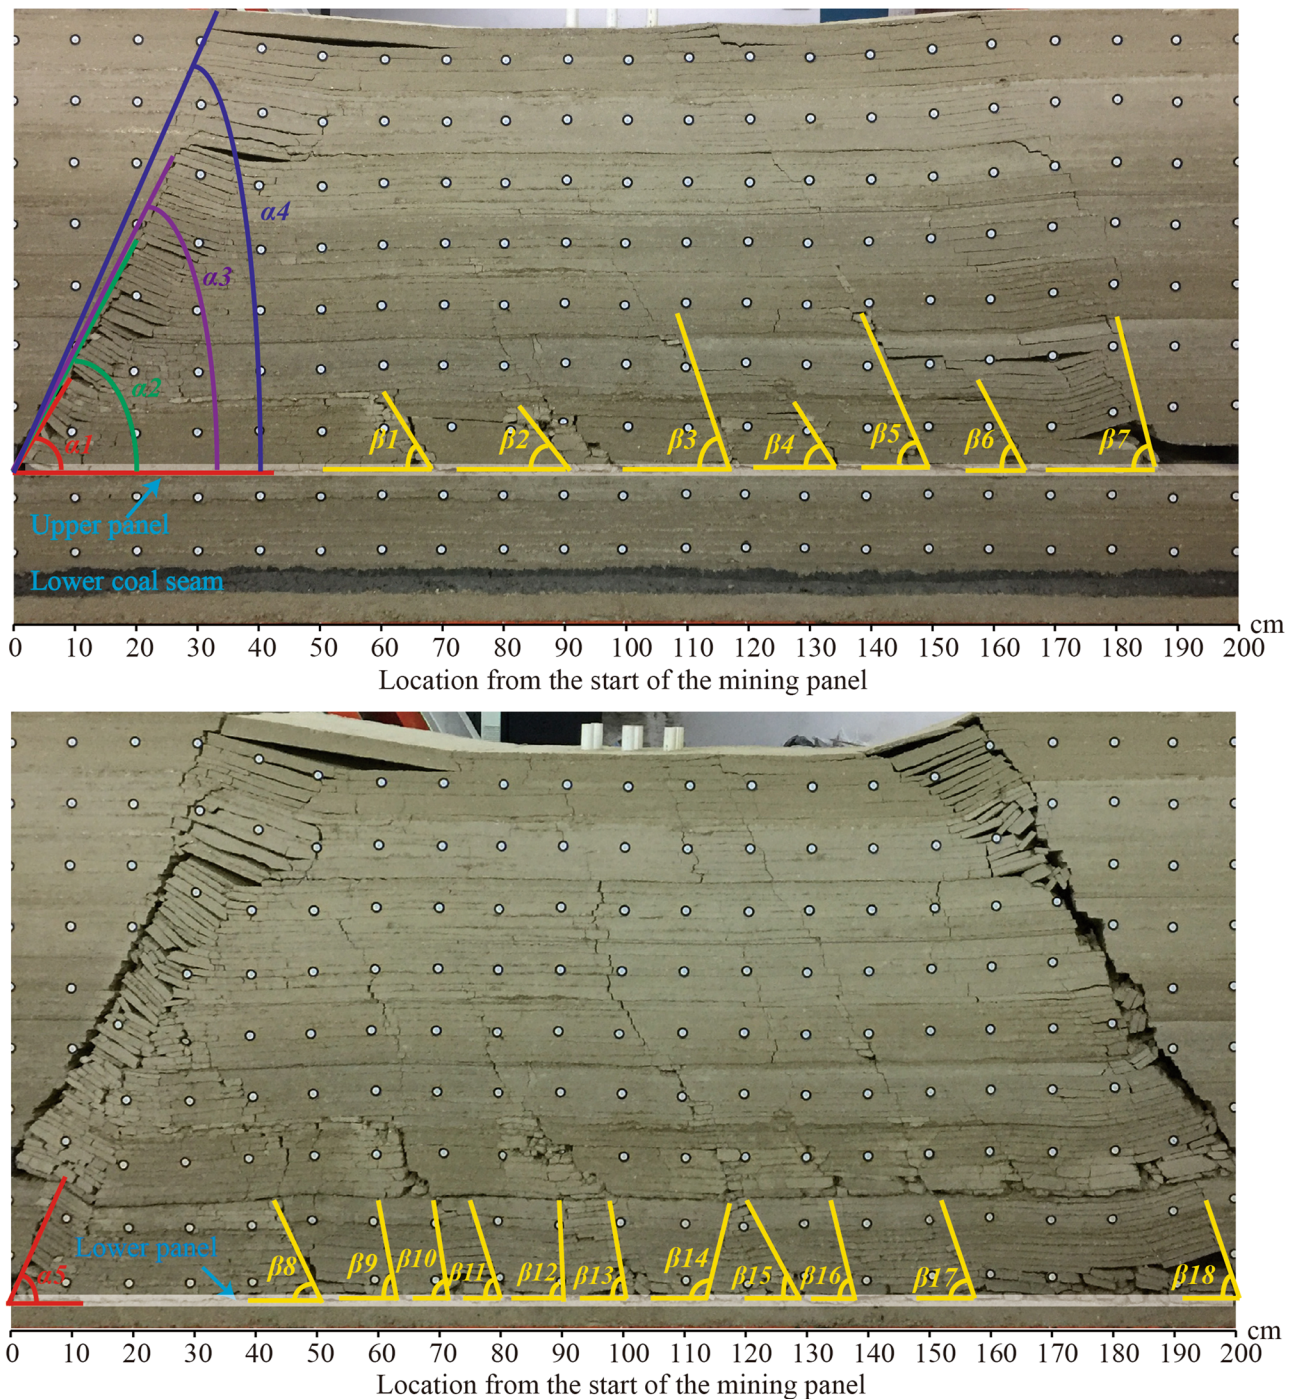 α4
α3
α2
α1
β1
β2
β3
β4
β5
β6
β7
Upper panel
Lower coal seam
cm
0 10 20 30 40 50 60 70 80 90 100 110 120 130 140 150 160 170 180 190 200
Location from the start of the mining panel
Lower panel
α5
β8
β9
β10
β11
β12
β13
β14
β15
β16
β17
β18
cm
0 10 20 30 40 50 60 70 80 90 100 110 120 130 140 150 160 170 180 190 200
Location from the start of the mining panel